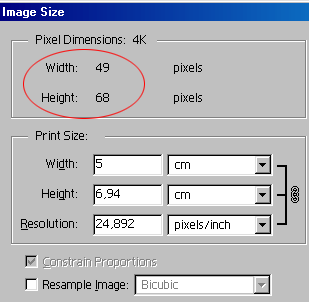 Image Size
Pixel Dimensions: 4K
Width: 49 pixels
Height: 68 pixels
Print Size:
Width: 5 cm
Height: 6,94 cm
Resolution: 24,892 pixels/inch
Constrain Proportions
Resample Image: Bicubic